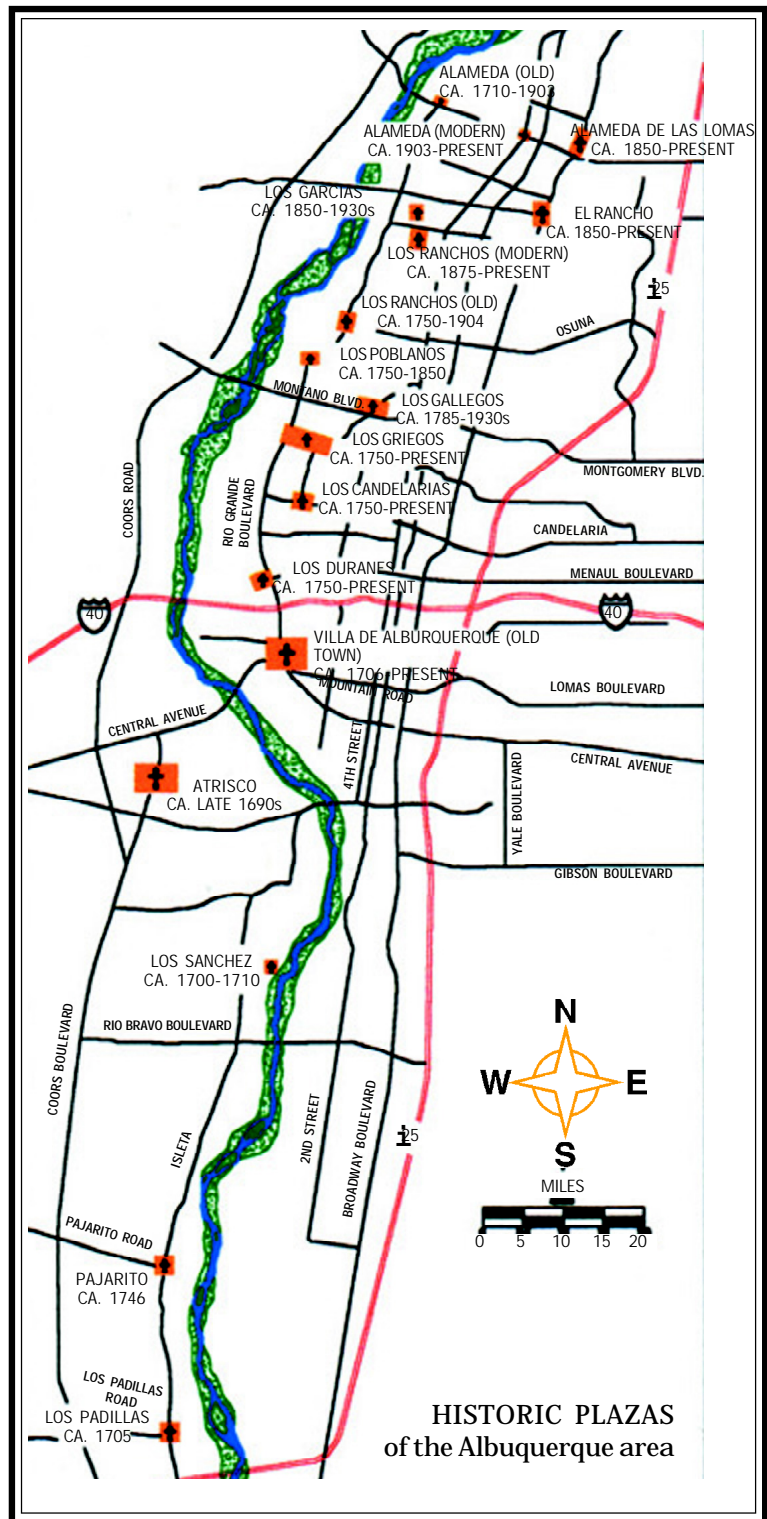 ALAMEDA (OLD)
CA. 1710-1903
ALAMEDA (MODERN)
CA. 1903-PRESENT
ALAMEDA DE LAS LOMAS
CA. 1850-PRESENT
LOS GARCIAS
CA. 1850-1930s
EL RANCHO
CA. 1850-PRESENT
LOS RANCHOS (MODERN)
CA. 1875-PRESENT
25
LOS RANCHOS (OLD)
CA. 1750-1904
OSUNA
LOS POBLANOS
CA. 1750-1850
MONTANO BLVD.
LOS GALLEGOS
CA. 1785-1930s
LOS GRIEGOS
CA. 1750-PRESENT
MONTGOMERY BLVD.
COORS ROAD
RIO GRANDE
BOULEVARD
LOS CANDELARIAS
CA. 1750-PRESENT
CANDELARIA
LOS DURANES
CA. 1750-PRESENT
MENAUL BOULEVARD
40
40
VILLA DE ALBURQUERQUE (OLD
TOWN)
CA. 1706-PRESENT
MOUNTAIN ROAD
LOMAS BOULEVARD
CENTRAL AVENUE
4TH STREET
CENTRAL AVENUE
YALE BOULEVARD
ATRISCO
CA. LATE 1690s
GIBSON BOULEVARD
LOS SANCHEZ
CA. 1700-1710
RIO BRAVO BOULEVARD
COORS BOULEVARD
ISLETA
2ND STREET
BROADWAY BOULEVARD
25
N
W E
S
MILES
0 5 10 15 20
PAJARITO ROAD
PAJARITO
CA. 1746
LOS PADILLAS
ROAD
LOS PADILLAS
CA. 1705
HISTORIC PLAZAS
of the Albuquerque area